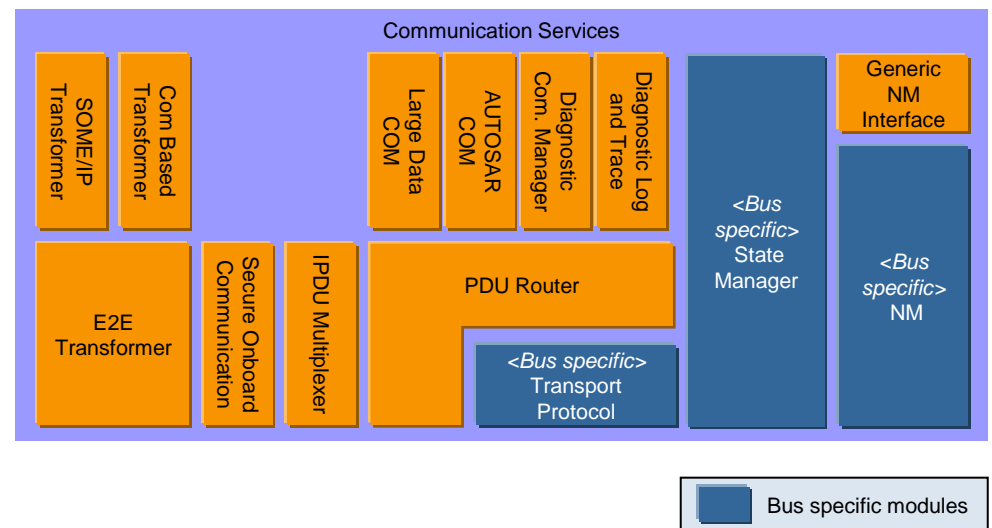 Communication Services
SOME/IP
Transformer
Com Based
Transformer
Large Data
COM
AUTOSAR
COM
Diagnostic
Com. Manager
Diagnostic Log
and Trace
<Bus
specific>
State
Manager
Generic
NM
Interface
<Bus
specific>
NM
E2E
Transformer
Secure Onboard
Communication
IPDU Multiplexer
PDU Router
<Bus specific>
Transport
Protocol
Bus specific modules